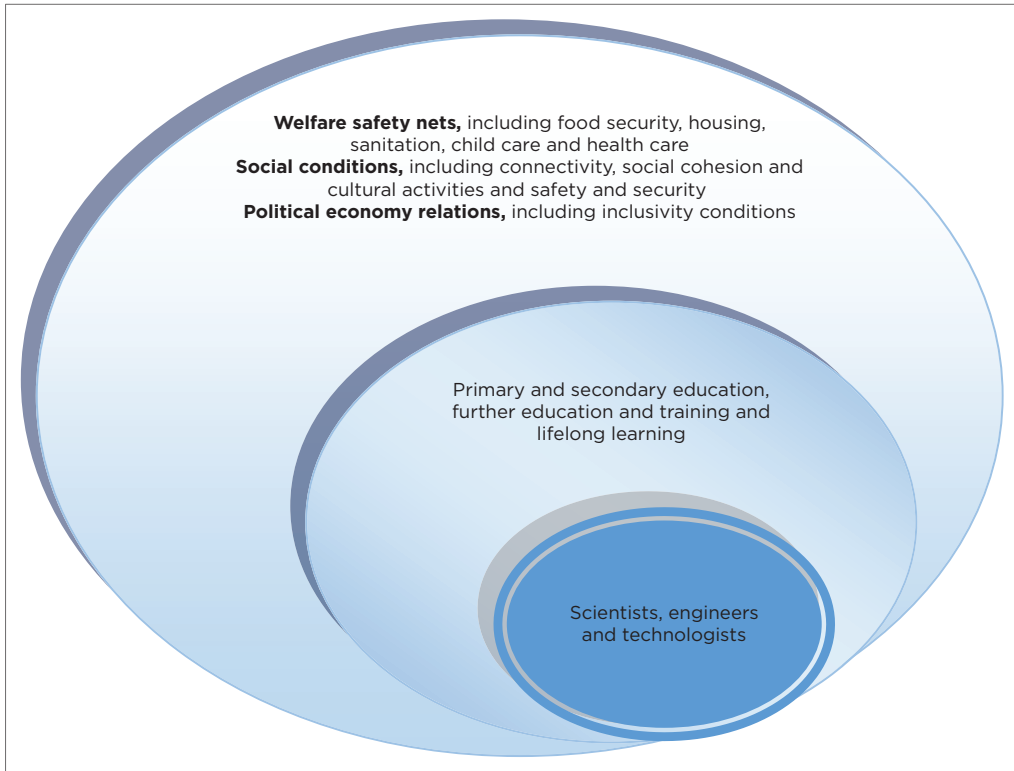 Welfare safety nets, including food security, housing,
sanitation, child care and health care
Social conditions, including connectivity, social cohesion and
cultural activities and safety and security
Political economy relations, including inclusivity conditions
Primary and secondary education,
further education and training and
lifelong learning
Scientists, engineers
and technologists